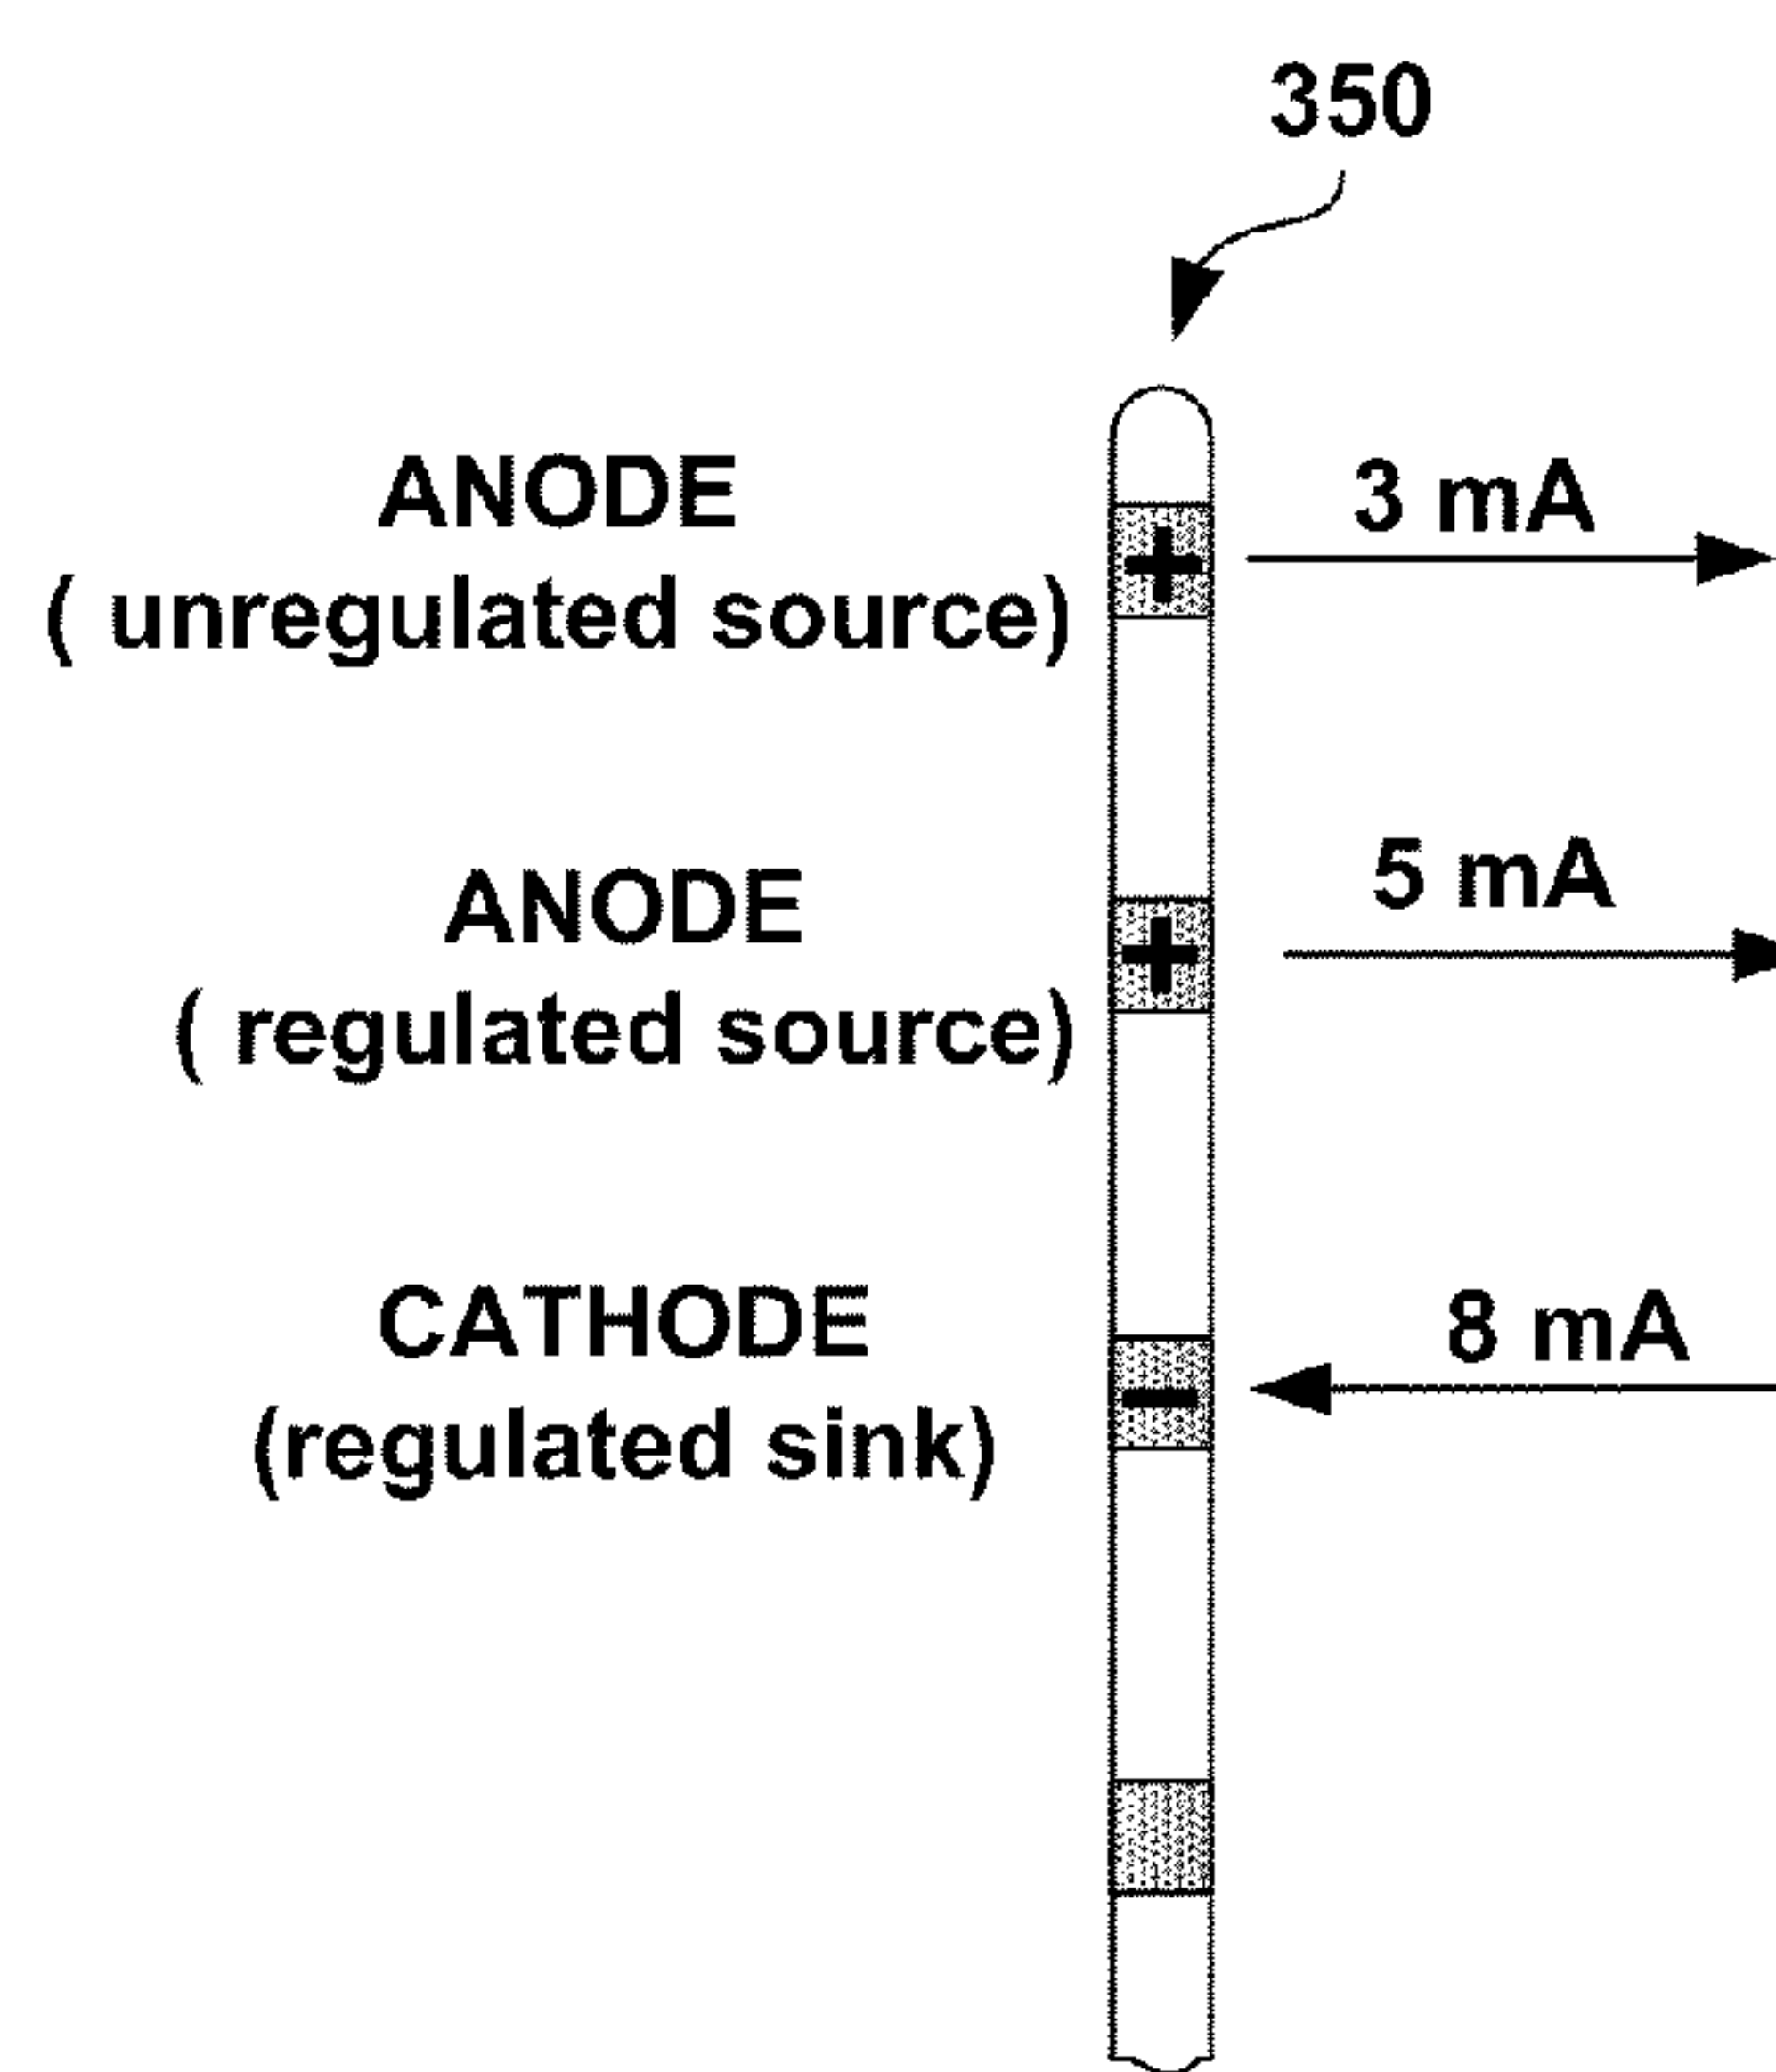 350
ANODE
( unregulated source)
3 mA
+
ANODE
( regulated source)
5 mA
+
CATHODE
(regulated sink)
8 mA
-